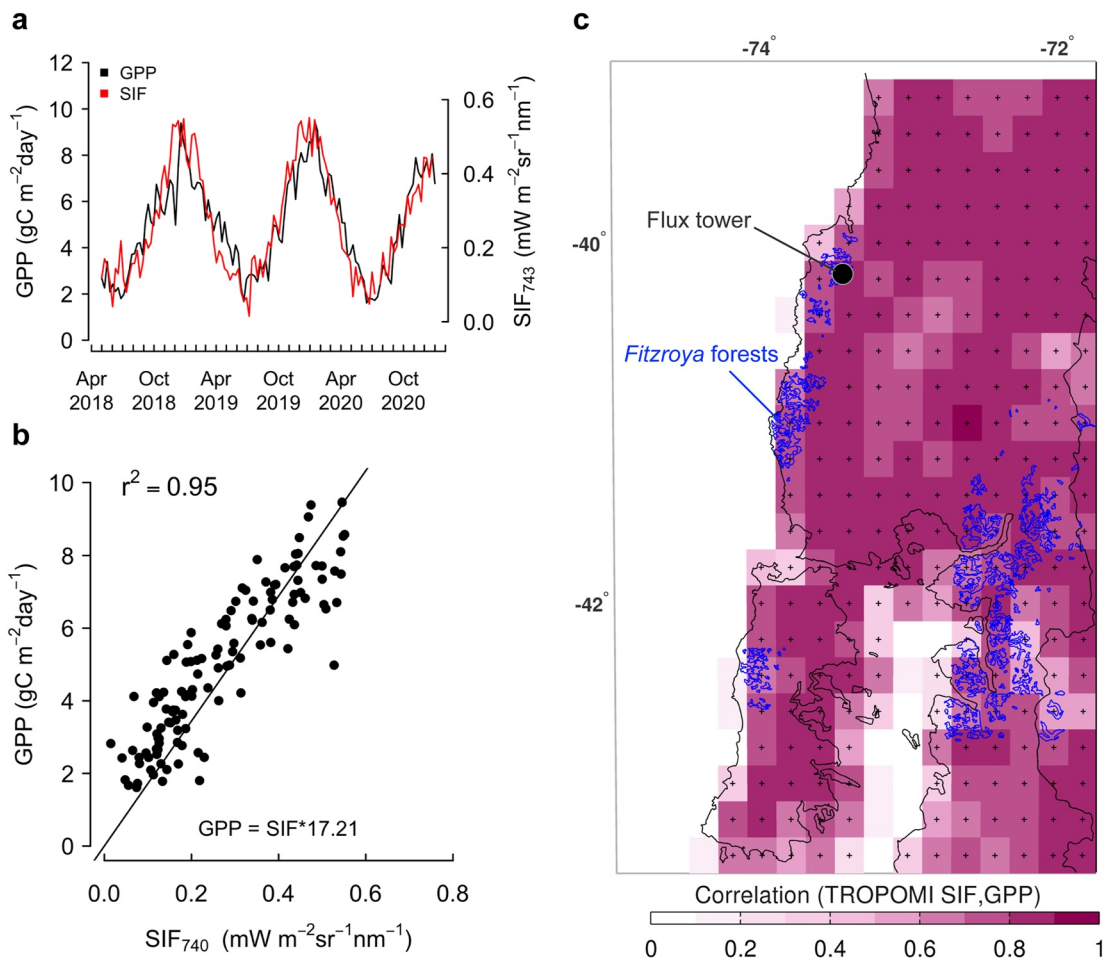 a
GPP
SIF
GPP (gC m⁻²day⁻¹)
12
10
8
6
4
2
0
0.6
0.4
0.2
0.0
SIF₇₄₃ (mW m⁻²sr⁻¹nm⁻¹)
Apr Oct Apr Oct Apr Oct
2018 2018 2019 2019 2020 2020
b
r² = 0.95
GPP (gC m⁻²day⁻¹)
10
8
6
4
2
0
GPP = SIF*17.21
0.0 0.2 0.4 0.6 0.8
SIF₇₄₀ (mW m⁻²sr⁻¹nm⁻¹)
c
-74° -72°
Flux tower
-40°
Fitzroya forests
-42°
Correlation (TROPOMI SIF,GPP)
0 0.2 0.4 0.6 0.8 1